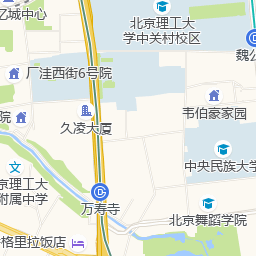 亿城中心
北京理工大
学中关村校区
魏公
厂洼西街6号院
韦伯豪家园
院
久凌大厦
中央民族大学
京理工大
附属中学
万寿寺
北京舞蹈学院
格里拉饭店